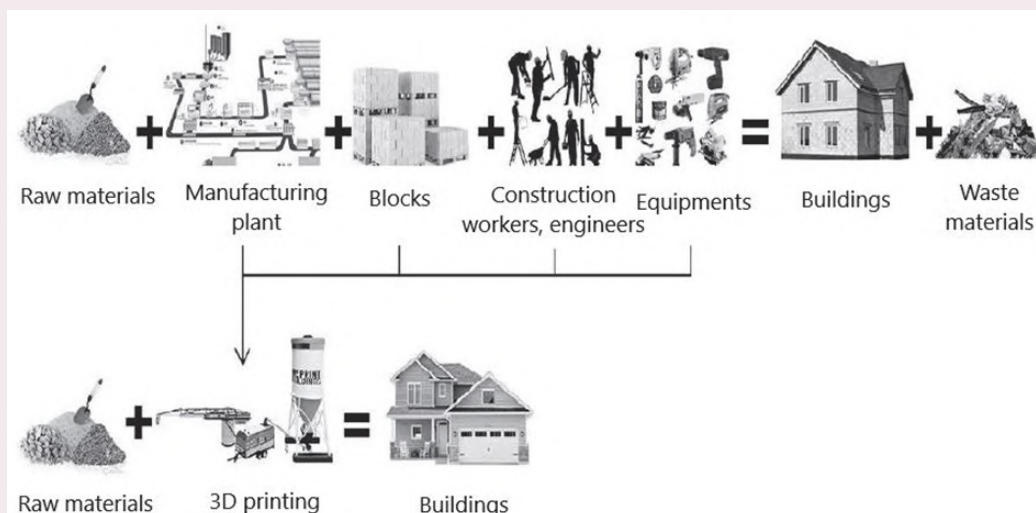 Raw materials
Manufacturing
plant
Blocks
Construction
workers, engineers
Equipments
Buildings
Waste
materials
Raw materials
3D printing
Buildings